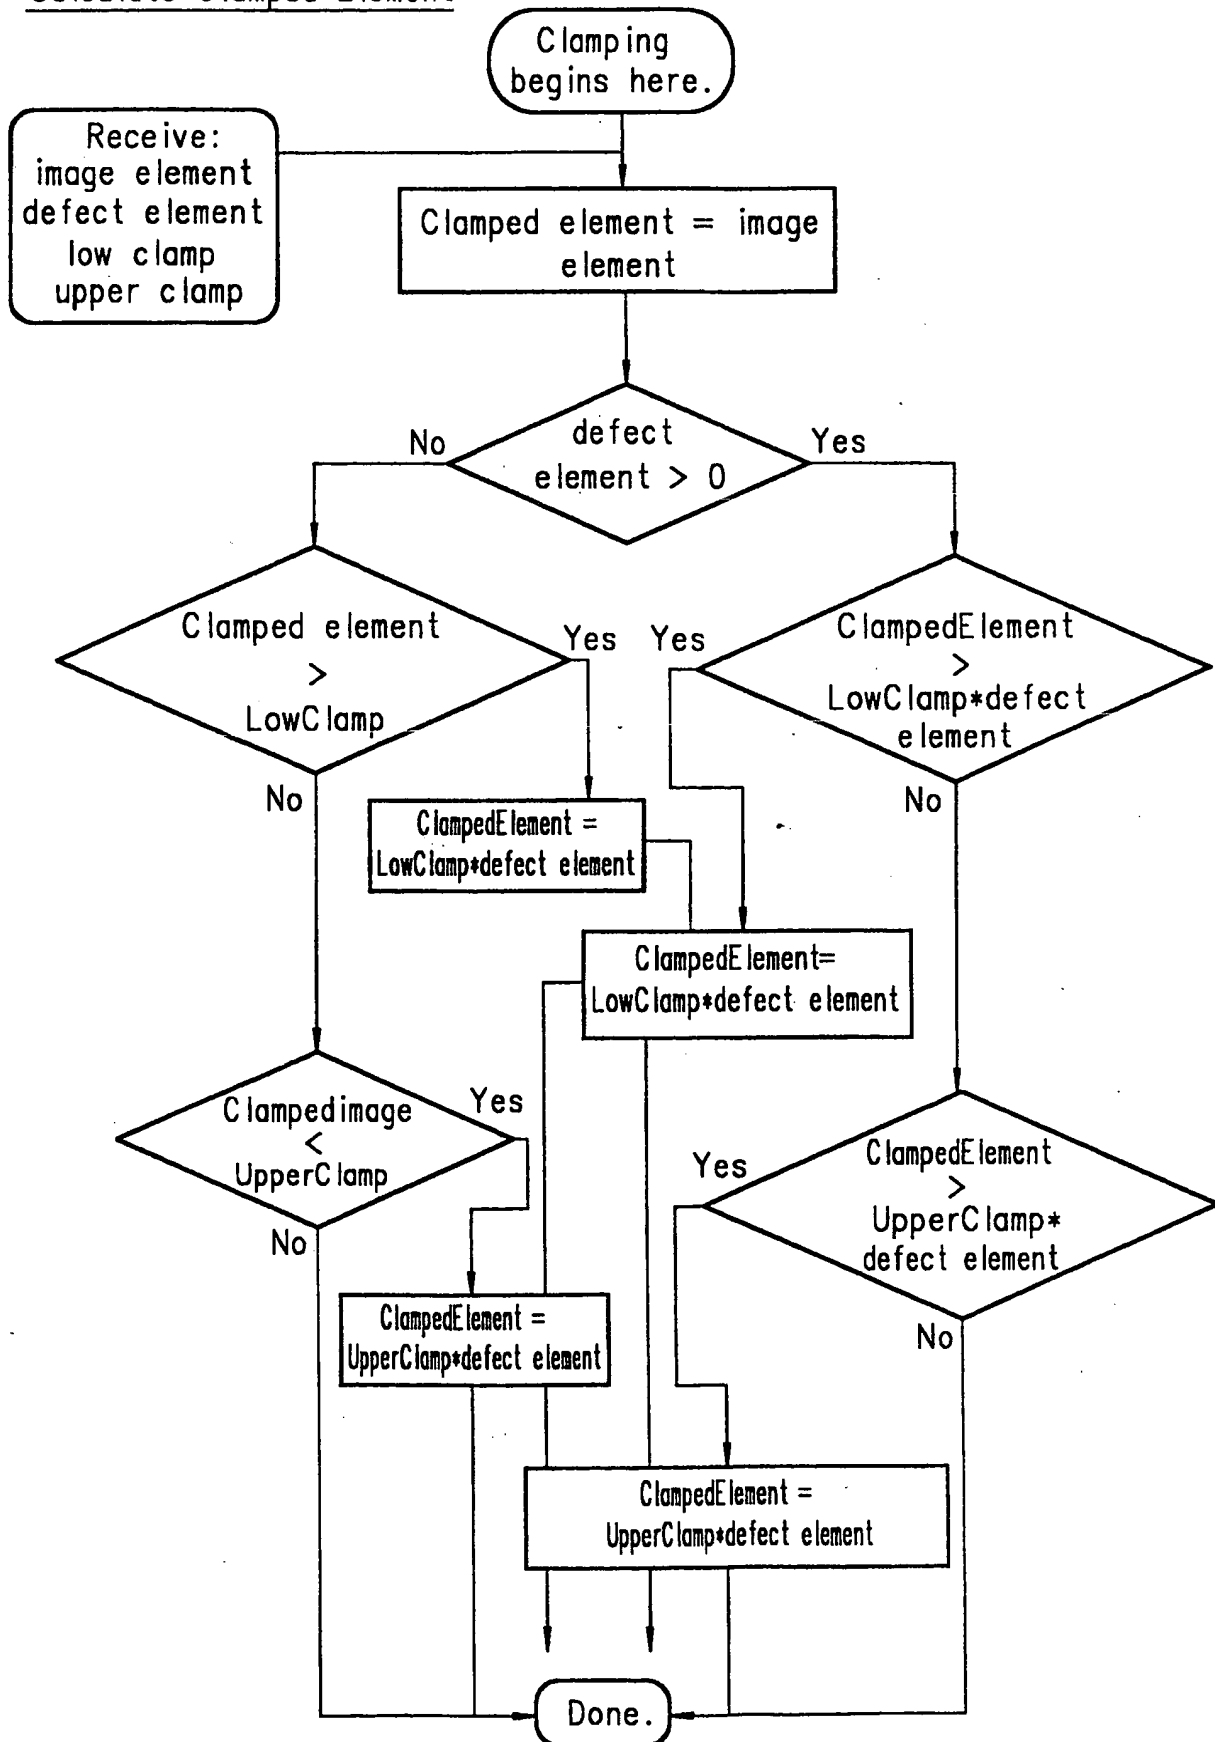 Calculate Clamped Element
Clamping
begins here.
Receive:
image element
defect element
low clamp
upper clamp
Clamped element = image
element
defect
element > 0
No
Yes
Clamped element
>
LowClamp
Yes
No
ClampedElement
>
LowClamp*defect
element
Yes
No
ClampedElement =
LowClamp*defect element
ClampedElement=
LowClamp*defect element
Clampedimage
<
UpperClamp
Yes
No
ClampedElement
>
UpperClamp*
defect element
Yes
No
ClampedElement =
UpperClamp*defect element
ClampedElement =
UpperClamp*defect element
Done.